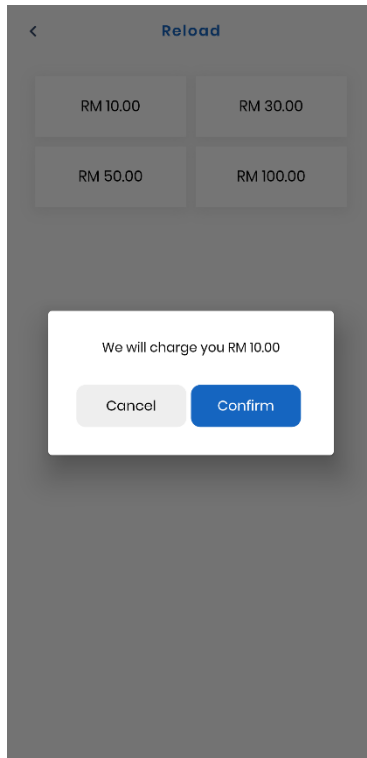 Reload
RM 10.00
RM 30.00
RM 50.00
RM 100.00
We will charge you RM 10.00
Cancel
Confirm